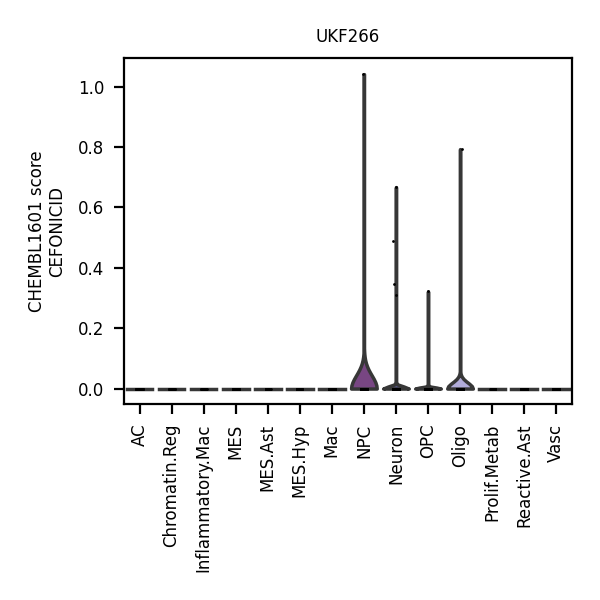 UKF266
CHEMBL1601 score
CEFONICID
1.0
0.8
0.6
0.4
0.2
0.0
AC
Chromatin.Reg
Inflammatory.Mac
MES
MES.Ast
MES.Hyp
Mac
NPC
Neuron
OPC
Oligo
Prolif.Metab
Reactive.Ast
Vasc